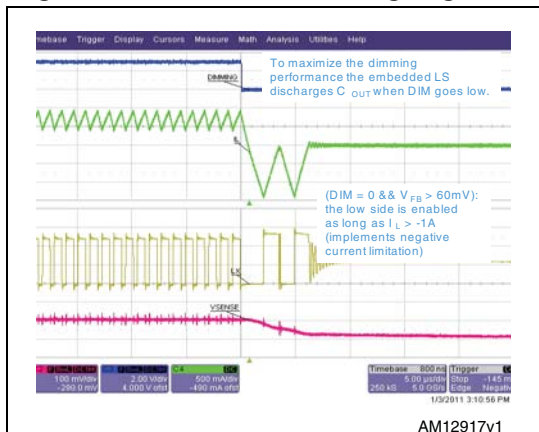 mebase Trigger Display Cursors Measure Math Analysis Utilities Help
To maximize the dimming
performance the embedded LS
discharges C OUT when DIM goes low.
DIMMING
IL
(DIM = 0 && V FB > 60mV):
the low side is enabled
as long as I L > -1A
(implements negative
current limitation)
LX
VSENSE
100 mV/div
-290.0 mV
2.00 V/div
4.000 V ofst
C4
500 mA/div
-490 mA ofst
Timebase 800 ns
5.00 µs/div
250 kS 5.0 GS/s
Trigger
Stop -145 m
Edge Negativ
1/3/2011 3:10:56 PM
AM12917v1